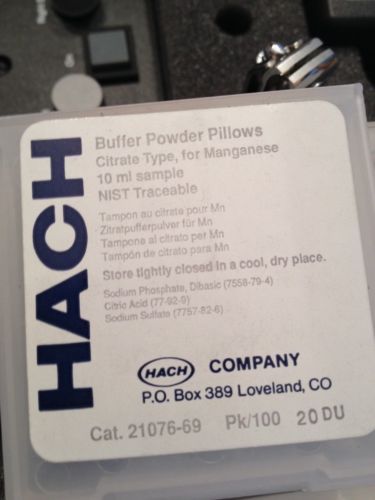 HACH
Buffer Powder Pillows
Citrate Type, for Manganese
10 ml sample
NIST Traceable
Tampon au citrate pour Mn
Zitratpufferpulver für Mn
Tampone al citrato per Mn
Tampón de citrato para Mn
Store tightly closed in a cool, dry place.
Sodium Phosphate, Dibasic (7558-79-4)
Citric Acid (77-92-9)
Sodium Sulfate (7757-82-6)
HACH COMPANY
P.O. Box 389 Loveland, CO
Cat. 21076-69 Pk/100 20 DU